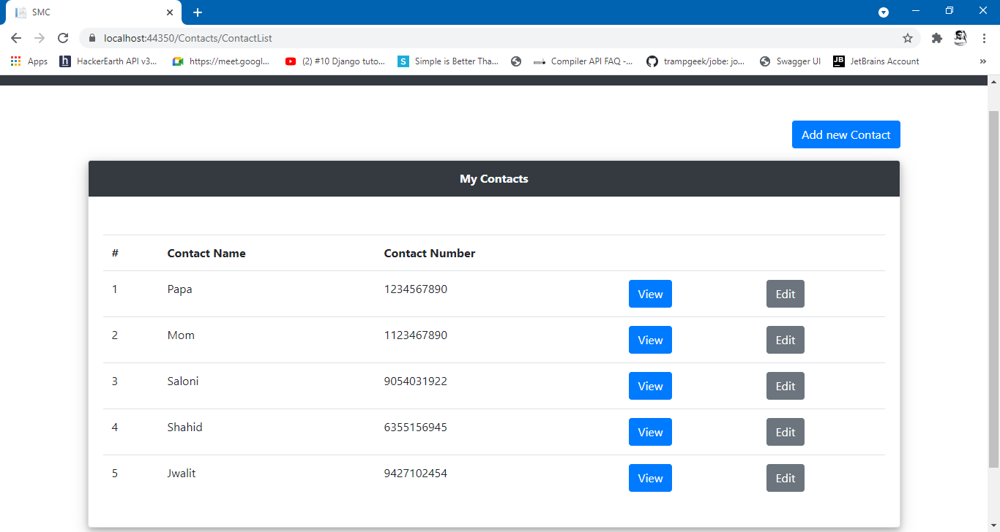 SMC
localhost:44350/Contacts/ContactList
Apps HackerEarth API v3... https://meet.googl... (2) #10 Django tuto... Simple is Better Tha... Compiler API FAQ -... trampgeek/jobe: jo... Swagger UI JetBrains Account
Add new Contact
My Contacts
# Contact Name Contact Number
1 Papa 1234567890 View Edit
2 Mom 1123467890 View Edit
3 Saloni 9054031922 View Edit
4 Shahid 6355156945 View Edit
5 Jwalit 9427102454 View Edit